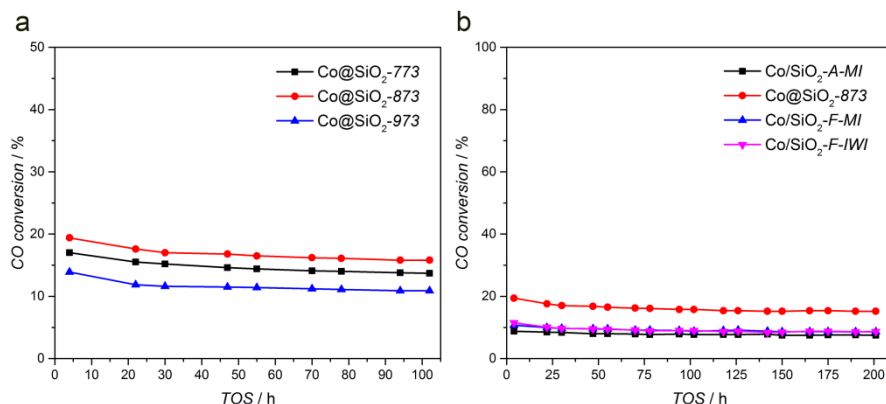 a
50
40
30
20
10
0
CO conversion / %
0 10 20 30 40 50 60 70 80 90 100
TOS / h
Co@SiO₂-773
Co@SiO₂-873
Co@SiO₂-973
b
100
80
60
40
20
0
CO conversion / %
0 25 50 75 100 125 150 175 200
TOS / h
Co/SiO₂-A-MI
Co@SiO₂-873
Co/SiO₂-F-MI
Co/SiO₂-F-IWI